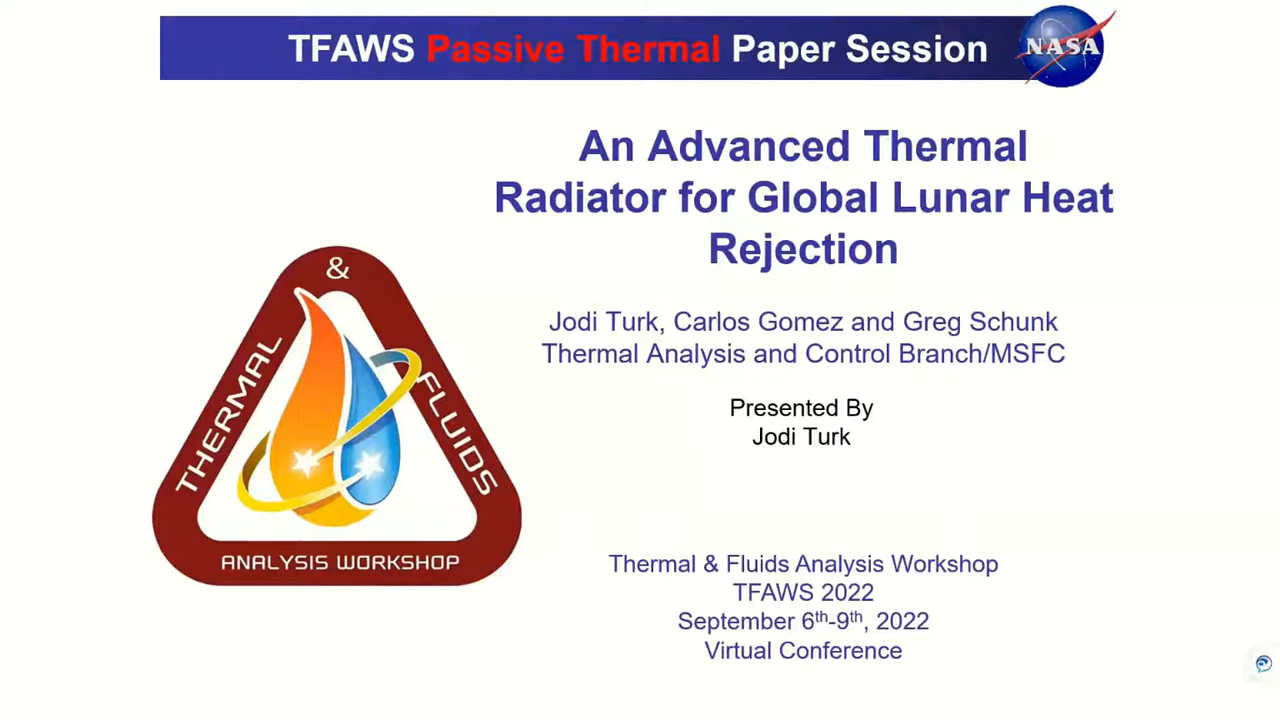 TFAWS Passive Thermal Paper Session
NASA
An Advanced Thermal
Radiator for Global Lunar Heat
Rejection
Jodi Turk, Carlos Gomez and Greg Schunk
Thermal Analysis and Control Branch/MSFC
Presented By
Jodi Turk
THERMAL
&
FLUIDS
ANALYSIS WORKSHOP
Thermal & Fluids Analysis Workshop
TFAWS 2022
September 6th-9th, 2022
Virtual Conference